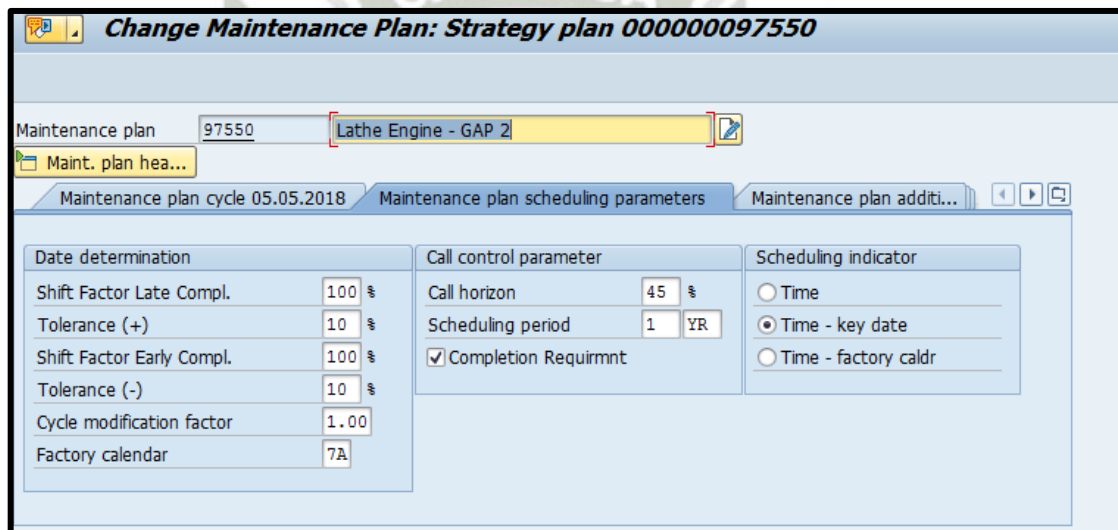 Change Maintenance Plan: Strategy plan 000000097550
Maintenance plan 97550 Lathe Engine - GAP 2
Maint. plan hea...
Maintenance plan cycle 05.05.2018 Maintenance plan scheduling parameters Maintenance plan additi...
Date determination Call control parameter Scheduling indicator
Shift Factor Late Compl. 100 % Call horizon 45 % Time
Tolerance (+) 10 % Scheduling period 1 YR Time - key date
Shift Factor Early Compl. 100 % Completion Requirmnt Time - factory caldr
Tolerance (-) 10 %
Cycle modification factor 1.00
Factory calendar 7A